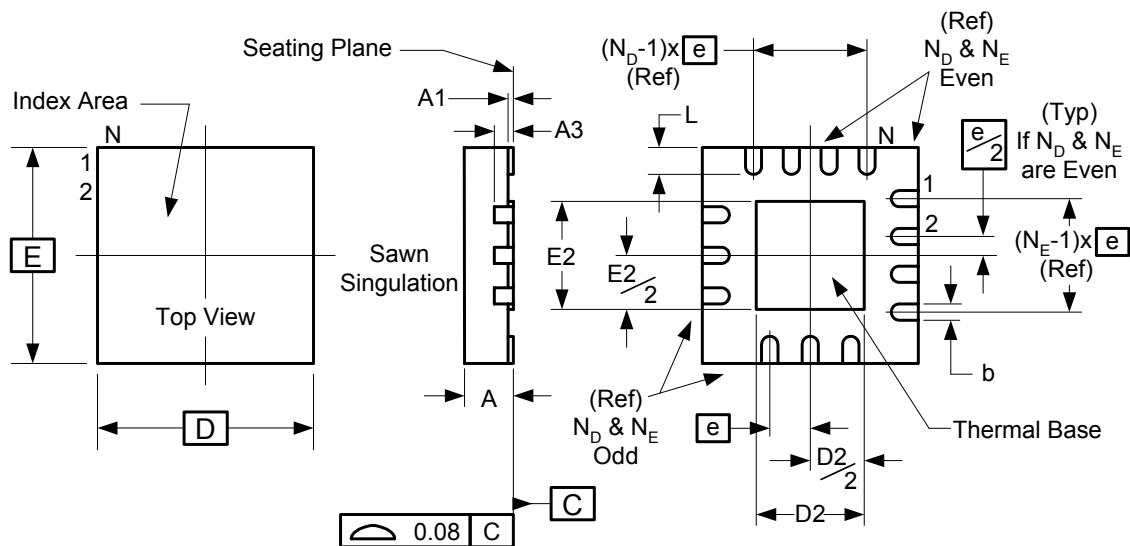 Seating Plane
Index Area
N
1
2
E
Top View
D
A1
A3
Sawn
Singulation
A
C
0.08 C
(N_D-1)x e
(Ref)
(Ref)
N_D & N_E
Even
L
N
e/2
(Typ)
If N_D & N_E
are Even
1
2
(N_E-1)x e
(Ref)
E2
E2/2
b
(Ref)
N_D & N_E
Odd
e
Thermal Base
D2/2
D2